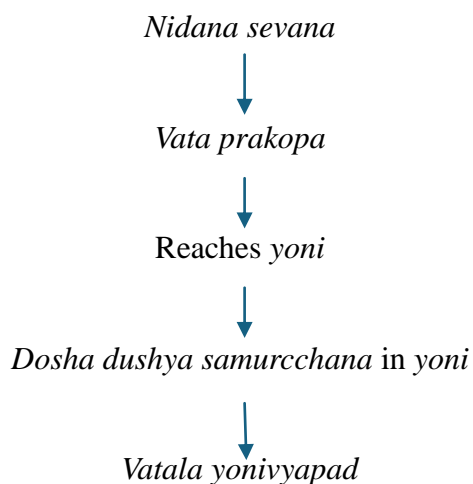 Nidana sevana
Vata prakopa
Reaches yoni
Dosha dushya samurcchana in yoni
Vatala yonivyapad